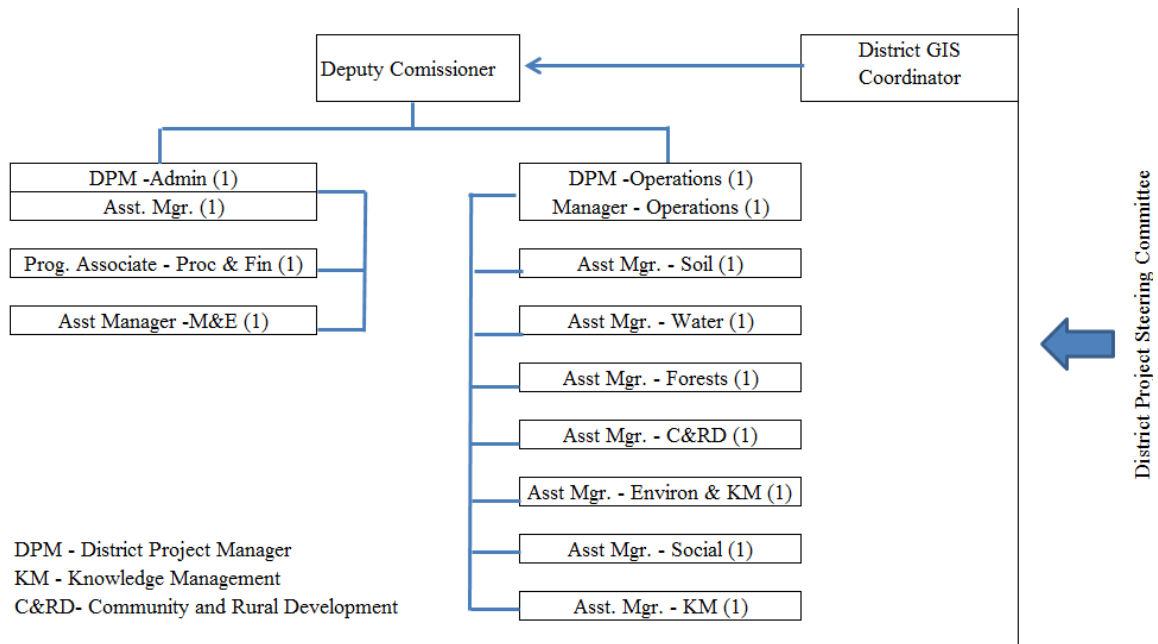 Deputy Comissioner
District GIS
Coordinator
DPM -Admin (1)
Asst. Mgr. (1)
Prog. Associate - Proc & Fin (1)
Asst Manager -M&E (1)
DPM -Operations (1)
Manager - Operations (1)
Asst Mgr. - Soil (1)
Asst Mgr. - Water (1)
Asst Mgr. - Forests (1)
Asst Mgr. - C&RD (1)
Asst Mgr. - Environ & KM (1)
Asst Mgr. - Social (1)
Asst. Mgr. - KM (1)
District Project Steering Committee
DPM - District Project Manager
KM - Knowledge Management
C&RD- Community and Rural Development